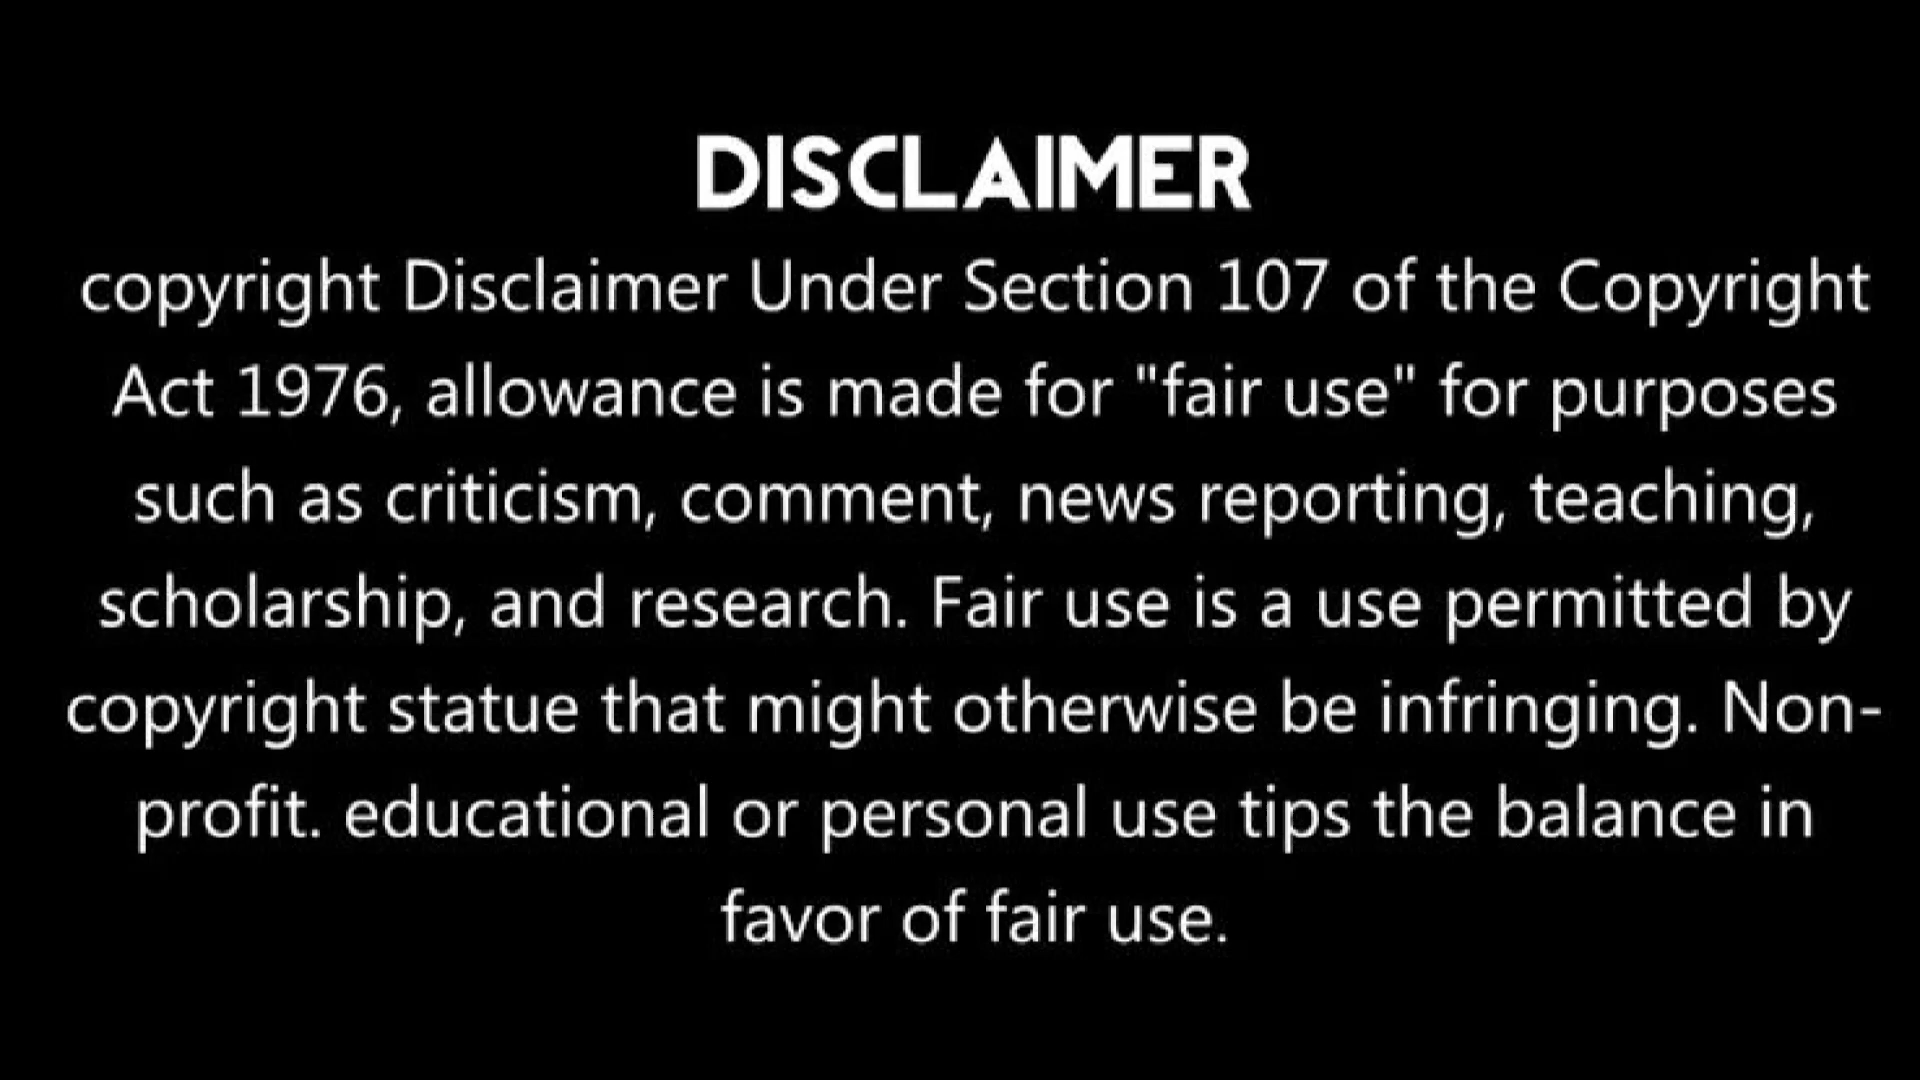 DISCLAIMER
copyright Disclaimer Under Section 107 of the Copyright
Act 1976, allowance is made for "fair use" for purposes
such as criticism, comment, news reporting, teaching,
scholarship, and research. Fair use is a use permitted by
copyright statue that might otherwise be infringing. Non-
profit. educational or personal use tips the balance in
favor of fair use.